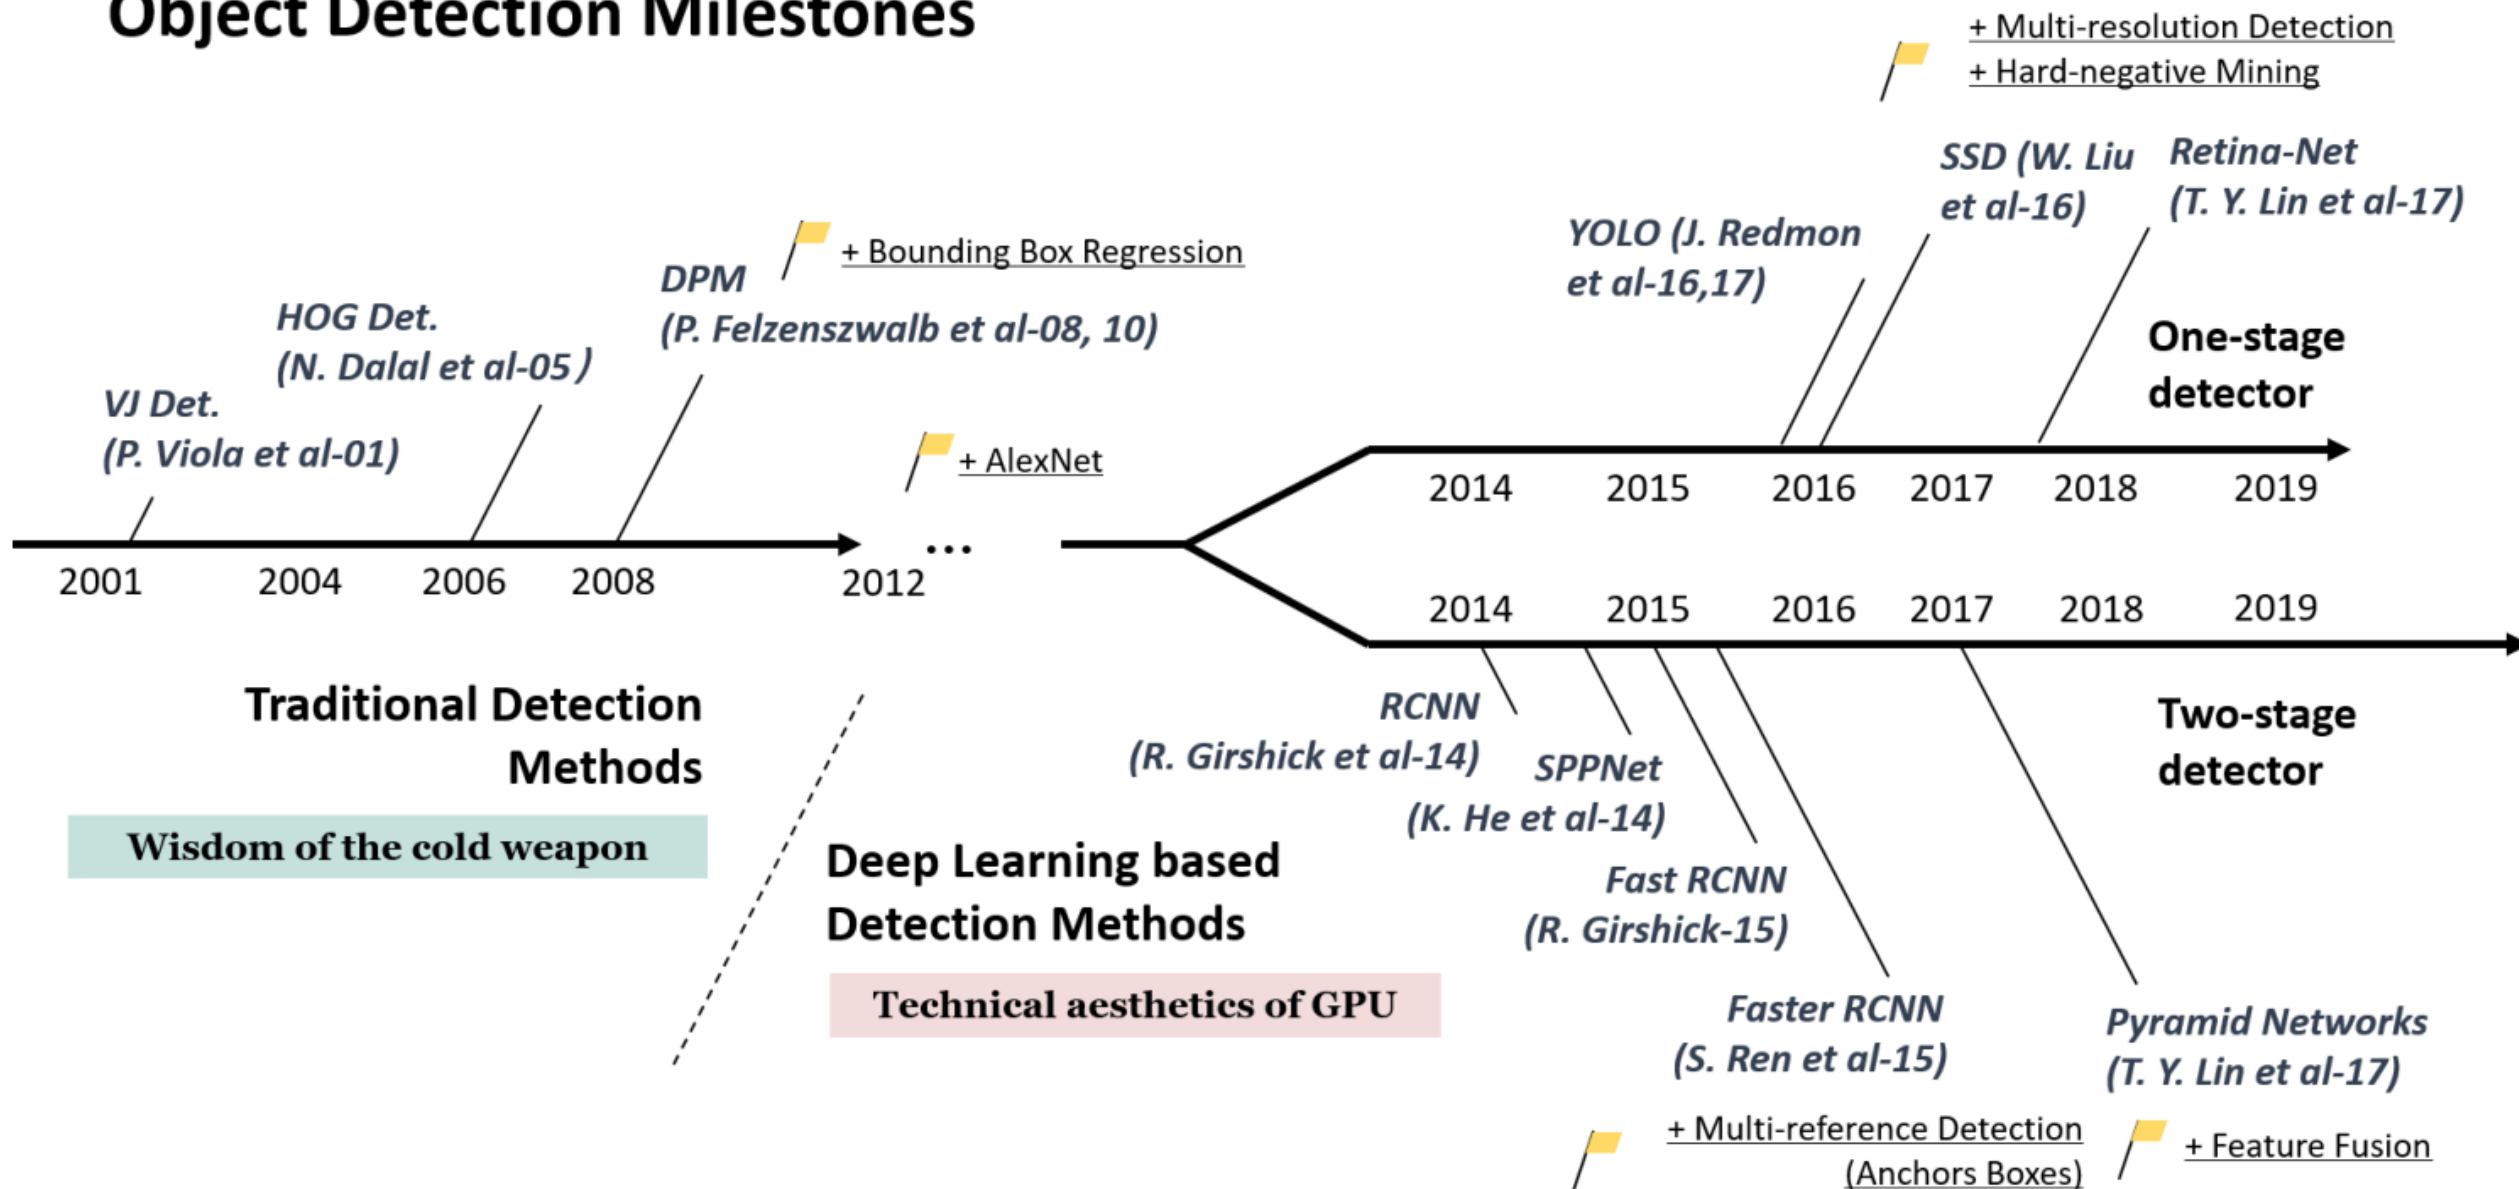 Object Detection Milestones
+ Multi-resolution Detection
+ Hard-negative Mining
SSD (W. Liu
et al-16)
Retina-Net
(T. Y. Lin et al-17)
YOLO (J. Redmon
et al-16,17)
+ Bounding Box Regression
DPM
(P. Felzenszwalb et al-08, 10)
HOG Det.
(N. Dalal et al-05)
VJ Det.
(P. Viola et al-01)
+ AlexNet
One-stage
detector
2014 2015 2016 2017 2018 2019
...
2001 2004 2006 2008 2012
2014 2015 2016 2017 2018 2019
Traditional Detection
Methods
Wisdom of the cold weapon
Deep Learning based
Detection Methods
Technical aesthetics of GPU
RCNN
(R. Girshick et al-14)
SPPNet
(K. He et al-14)
Fast RCNN
(R. Girshick-15)
Faster RCNN
(S. Ren et al-15)
Two-stage
detector
Pyramid Networks
(T. Y. Lin et al-17)
+ Multi-reference Detection
(Anchors Boxes)
+ Feature Fusion